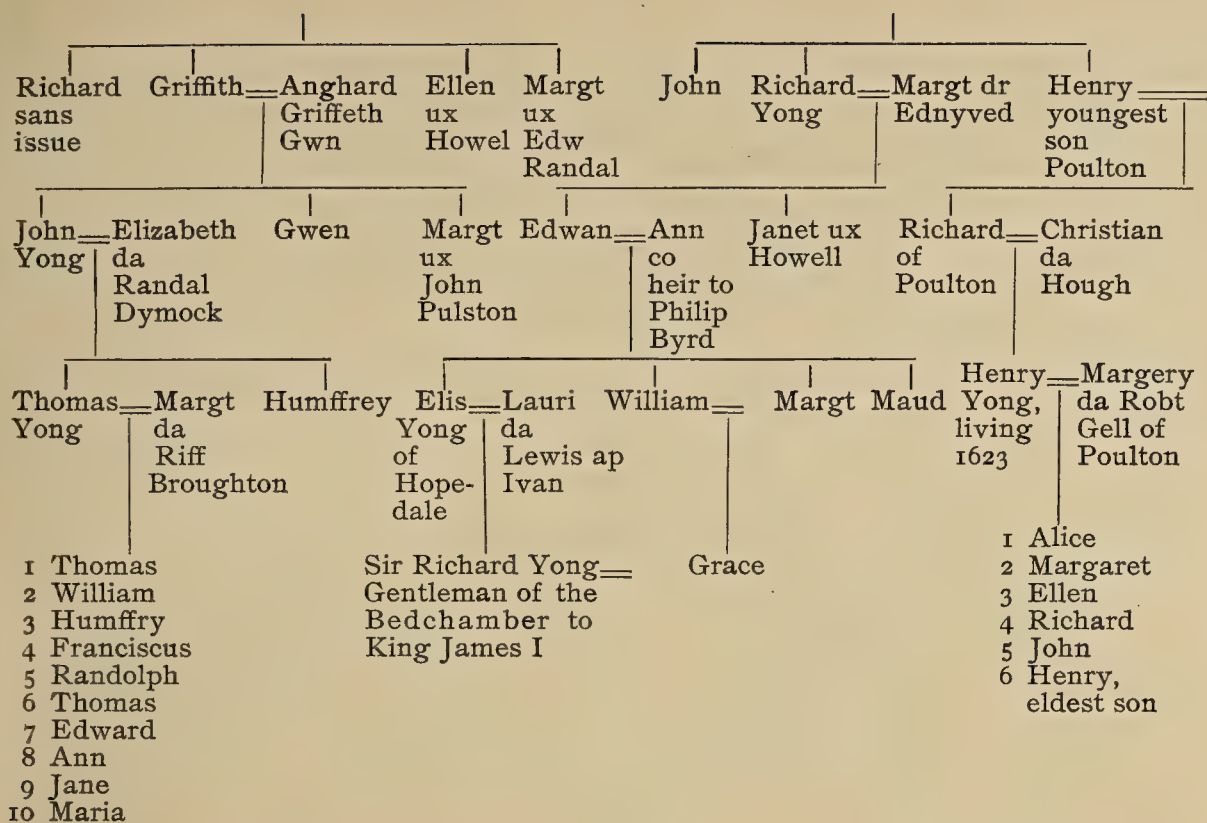 Richard Griffith Anghard Ellen Margt John Richard Margt dr Henry
sans Griffeth ux ux Yong Ednyved youngest
issue Gwn Howel Edw son
Randal Poulton
John Elizabeth Gwen Margt Edwan Ann Janet ux Richard Christian
Yong da ux co Howell of da
Randal John heir to Poulton Hough
Dymock Pulston Philip
Byrd
Thomas Margt Humffrey Elis Lauri William Margt Maud Henry Margery
Yong da Yong da Yong, da Robt
Riff of Lewis ap living Gell of
Broughton Hope- Ivan 1623 Poulton
dale
1 Thomas Sir Richard Yong Grace 1 Alice
2 William Gentleman of the 2 Margaret
3 Humffry Bedchamber to 3 Ellen
4 Franciscus King James I 4 Richard
5 Randolph 5 John
6 Thomas 6 Henry,
7 Edward eldest son
8 Ann
9 Jane
10 Maria